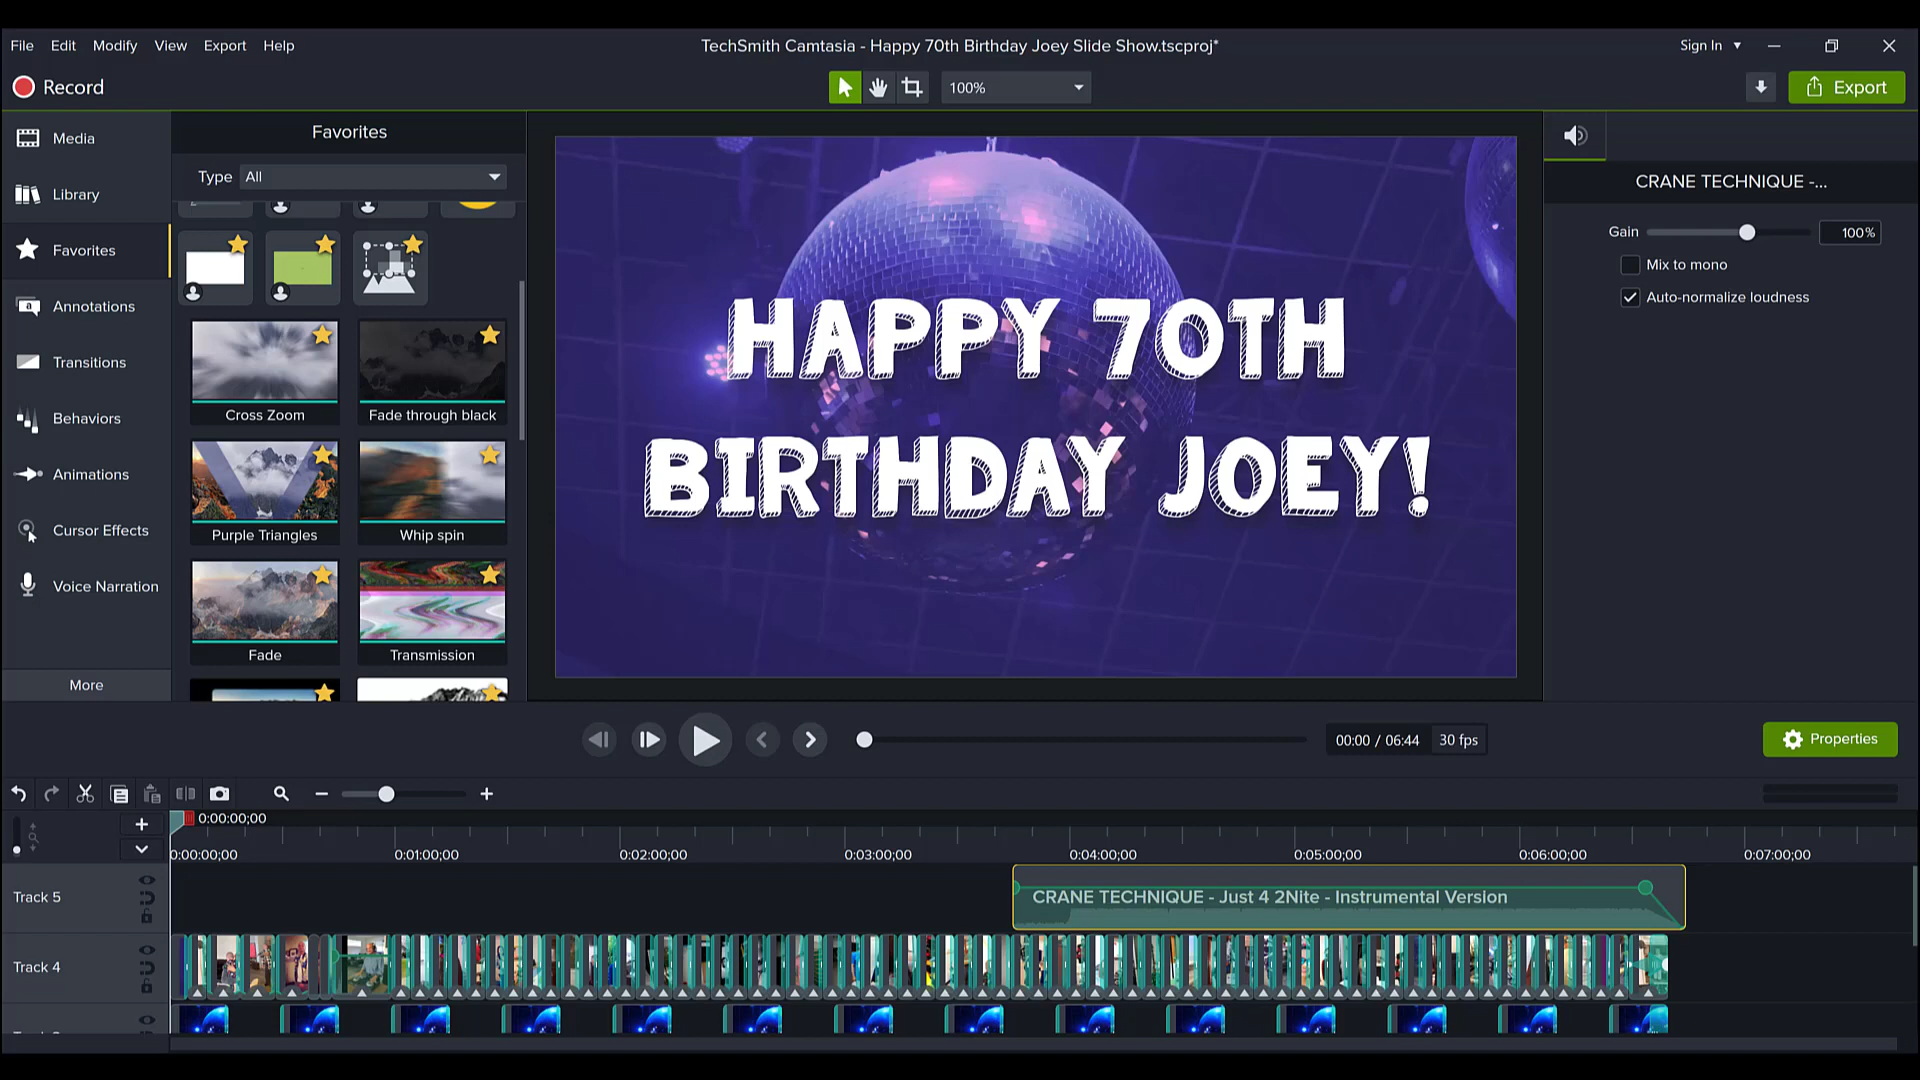 File Edit Modify View Export Help
TechSmith Camtasia - Happy 70th Birthday Joey Slide Show.tscproj*
Sign In
Record
100%
Export
Media
Library
Favorites
Annotations
Transitions
Behaviors
Animations
Cursor Effects
Voice Narration
More
Favorites
Type All
Cross Zoom
Fade through black
Purple Triangles
Whip spin
Fade
Transmission
HAPPY 70TH
BIRTHDAY JOEY!
CRANE TECHNIQUE -...
Gain 100%
Mix to mono
Auto-normalize loudness
00:00 / 06:44 30 fps
Properties
0:00:00;00
0:00:00;00 0:01:00;00 0:02:00;00 0:03:00;00 0:04:00;00 0:05:00;00 0:06:00;00 0:07:00;00
Track 5
CRANE TECHNIQUE - Just 4 2Nite - Instrumental Version
Track 4